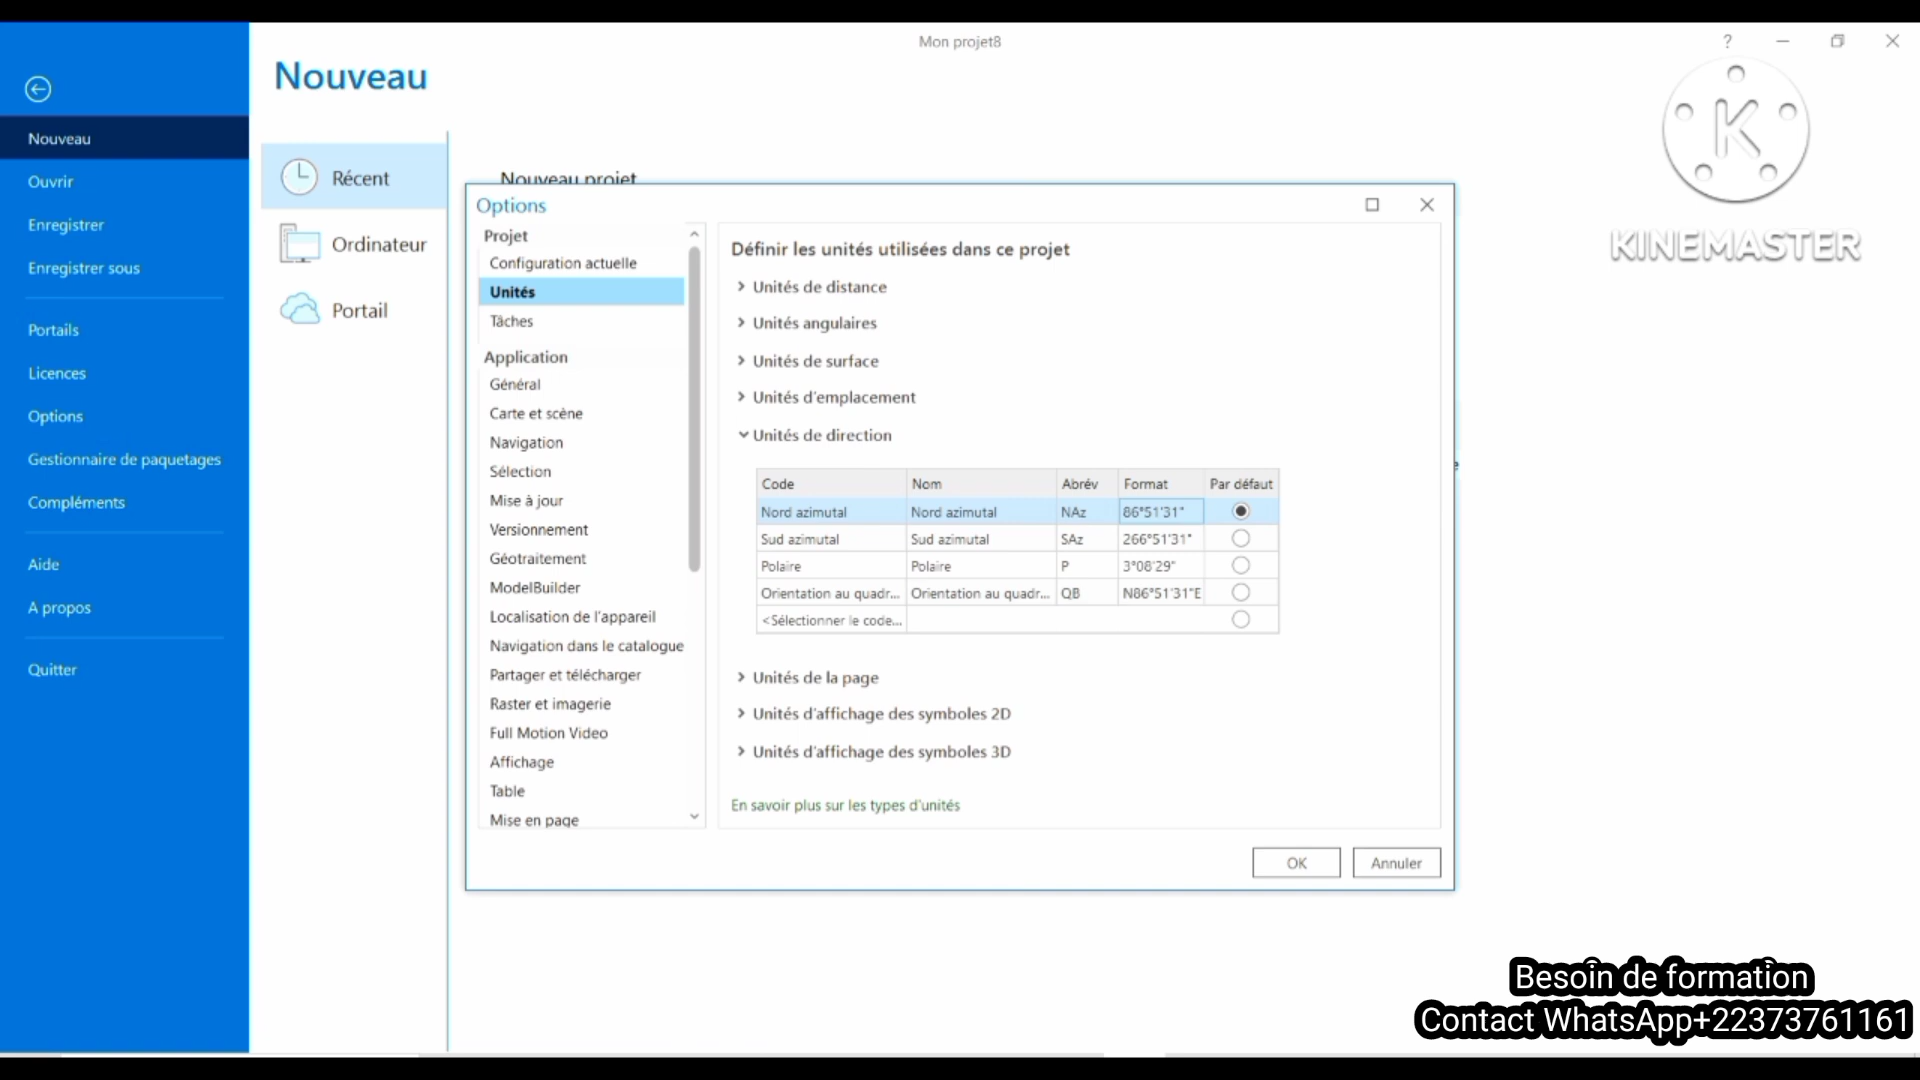 Mon projet8
?
Nouveau
Nouveau
Ouvrir
Enregistrer
Enregistrer sous
Portails
Licences
Options
Gestionnaire de paquetages
Compléments
Aide
A propos
Quitter
Récent
Ordinateur
Portail
Nouveau projet
Options
Projet
Configuration actuelle
Unités
Tâches
Application
Général
Carte et scène
Navigation
Sélection
Mise à jour
Versionnement
Géotraitement
ModelBuilder
Localisation de l'appareil
Navigation dans le catalogue
Partager et télécharger
Raster et imagerie
Full Motion Video
Affichage
Table
Mise en page
Définir les unités utilisées dans ce projet
Unités de distance
Unités angulaires
Unités de surface
Unités d'emplacement
Unités de direction
Code Nom Abrév Format Par défaut
Nord azimutal Nord azimutal NAz 86°51'31"
Sud azimutal Sud azimutal SAz 266°51'31"
Polaire Polaire P 3°08'29"
Orientation au quadr... Orientation au quadr... QB N86°51'31"E
<Sélectionner le code...
Unités de la page
Unités d'affichage des symboles 2D
Unités d'affichage des symboles 3D
En savoir plus sur les types d'unités
OK Annuler
K
KINEMASTER
Besoin de formation
Contact WhatsApp+22373761161